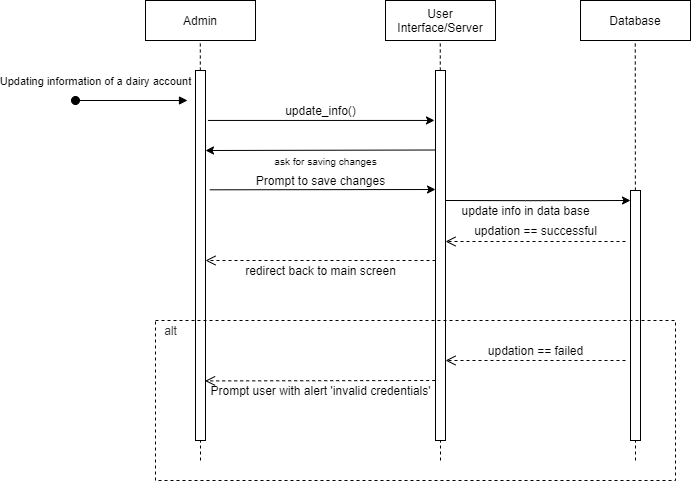 Admin
User
Interface/Server
Database
Updating information of a dairy account
update_info()
ask for saving changes
Prompt to save changes
update info in data base
updation == successful
redirect back to main screen
alt
updation == failed
Prompt user with alert 'invalid credentials'